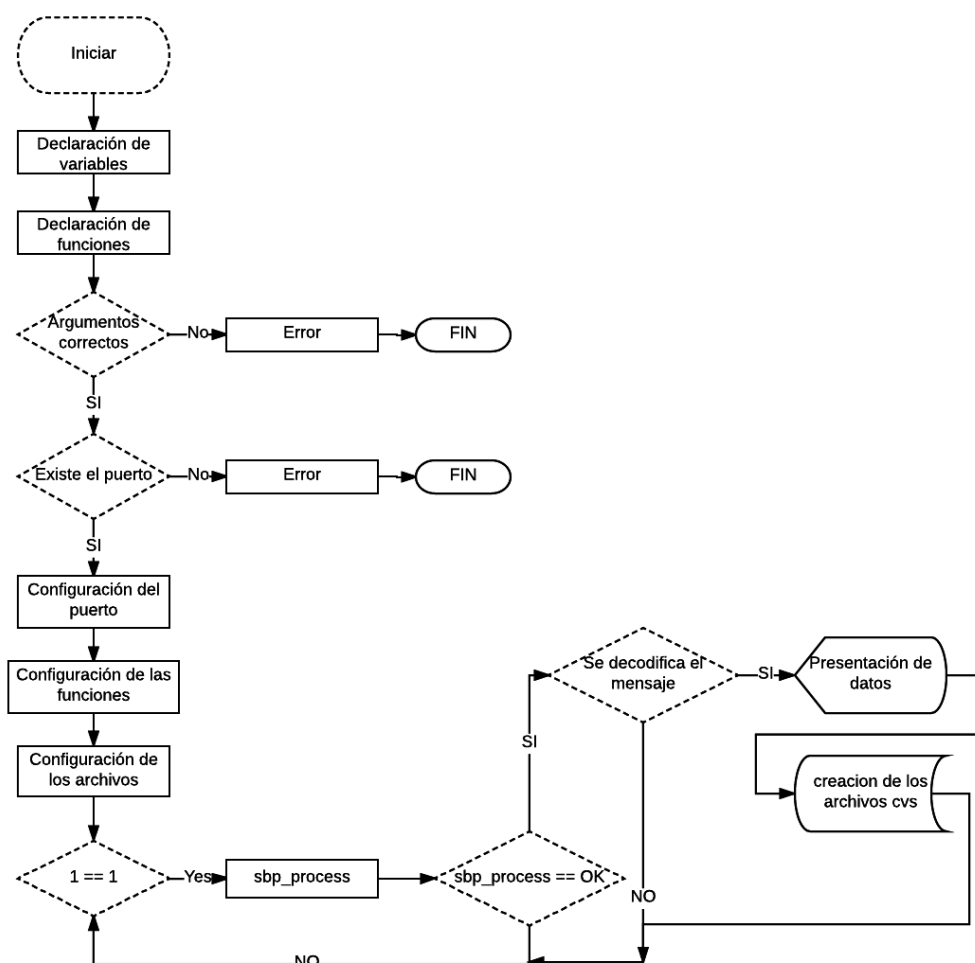 Iniciar
Declaración de
variables
Declaración de
funciones
Argumentos
correctos
No
Error
FIN
SI
Existe el puerto
No
Error
FIN
SI
Configuración del
puerto
Configuración de las
funciones
Configuración de
los archivos
1 == 1
Yes
sbp_process
sbp_process == OK
SI
Se decodifica el
mensaje
SI
Presentación de
datos
creacion de los
archivos cvs
NO
NO